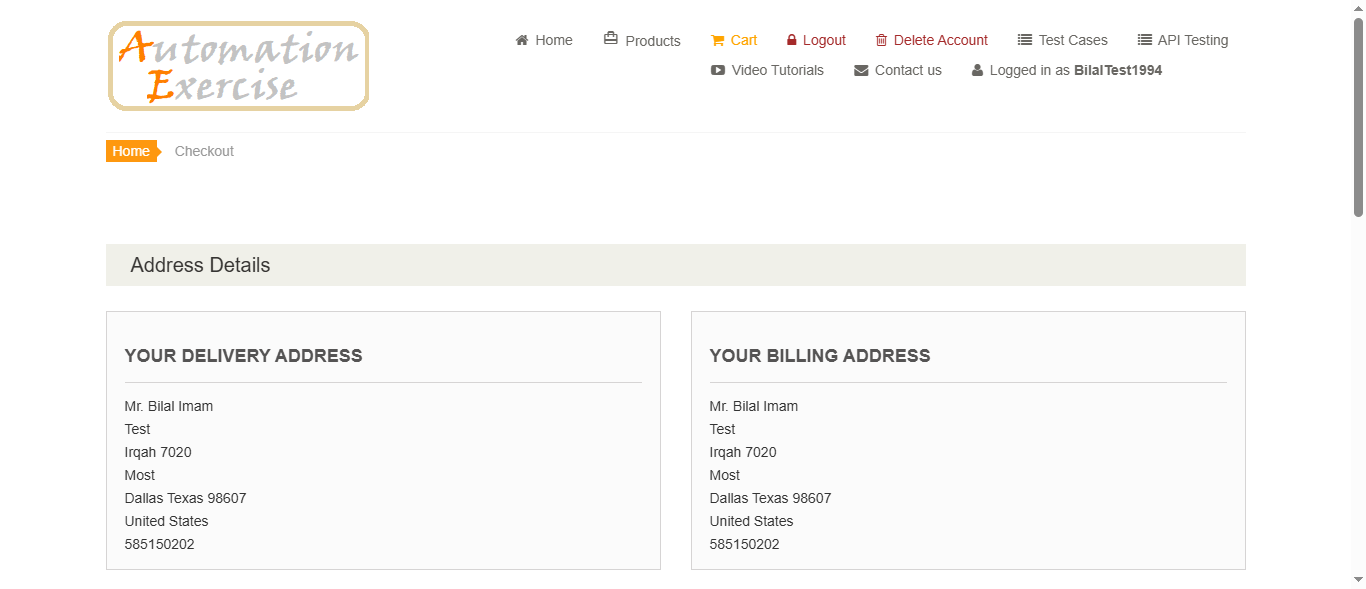 Automation
Exercise
Home Products Cart Logout Delete Account Test Cases API Testing
Video Tutorials Contact us Logged in as BilalTest1994
Home Checkout
Address Details
YOUR DELIVERY ADDRESS
Mr. Bilal Imam
Test
Irqah 7020
Most
Dallas Texas 98607
United States
585150202
YOUR BILLING ADDRESS
Mr. Bilal Imam
Test
Irqah 7020
Most
Dallas Texas 98607
United States
585150202